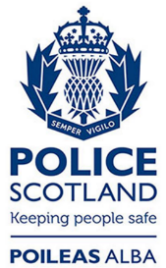 SEMPER VIGILO
POLICE
SCOTLAND
Keeping people safe
POILEAS ALBA